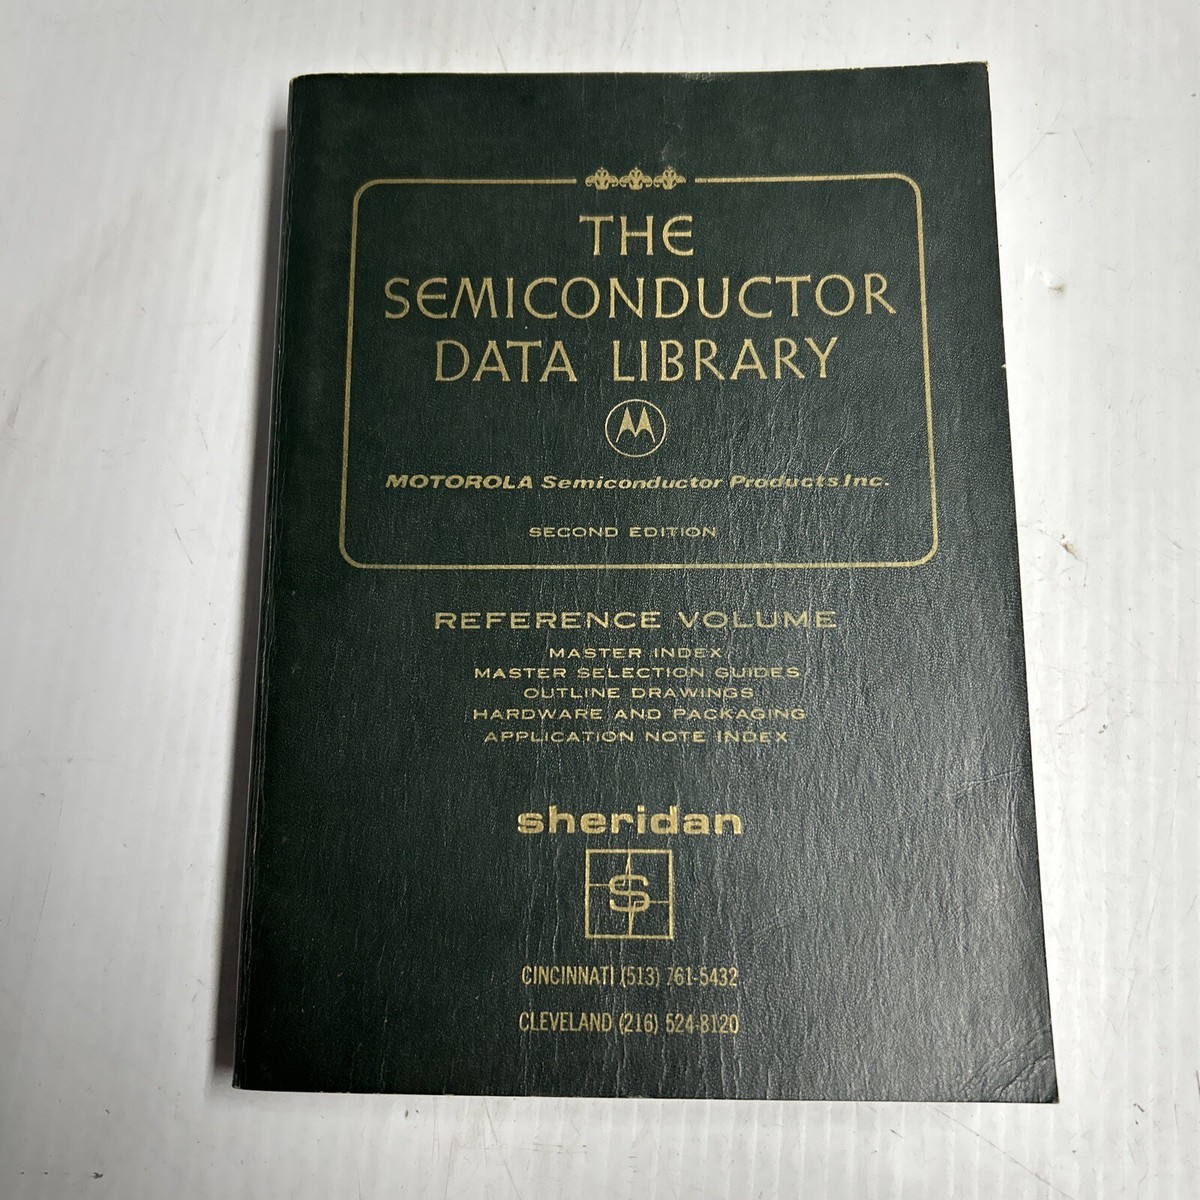 THE
SEMICONDUCTOR
DATA LIBRARY
MOTOROLA Semiconductor Products Inc.
SECOND EDITION
REFERENCE VOLUME
MASTER INDEX
MASTER SELECTION GUIDES
OUTLINE DRAWINGS
HARDWARE AND PACKAGING
APPLICATION NOTE INDEX
sheridan
S
CINCINNATI (513) 761-5432
CLEVELAND (216) 524-8120